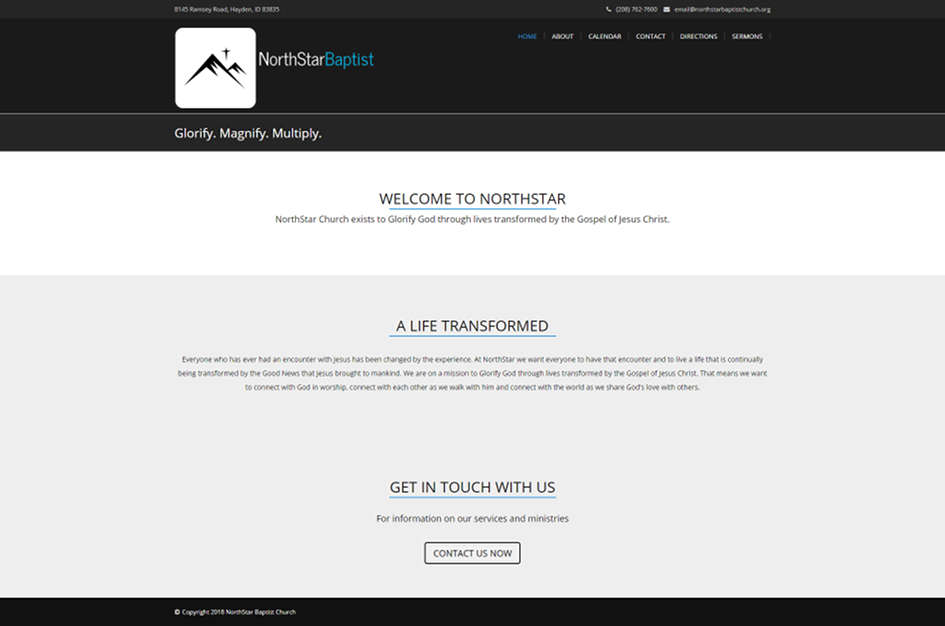 8145 Ramsey Road, Hayden, ID 83835
(208) 762-7600 email@northstarbaptistchurch.org
HOME ABOUT CALENDAR CONTACT DIRECTIONS SERMONS
NorthStarBaptist
Glorify. Magnify. Multiply.
WELCOME TO NORTHSTAR
NorthStar Church exists to Glorify God through lives transformed by the Gospel of Jesus Christ.
A LIFE TRANSFORMED
Everyone who has ever had an encounter with Jesus has been changed by the experience. At NorthStar we want everyone to have that encounter and to live a life that is continually
being transformed by the Good News that Jesus brought to mankind. We are on a mission to Glorify God through lives transformed by the Gospel of Jesus Christ. That means we want
to connect with God in worship, connect with each other as we walk with him and connect with the world as we share God's love with others.
GET IN TOUCH WITH US
For information on our services and ministries
CONTACT US NOW
© Copyright 2018 NorthStar Baptist Church